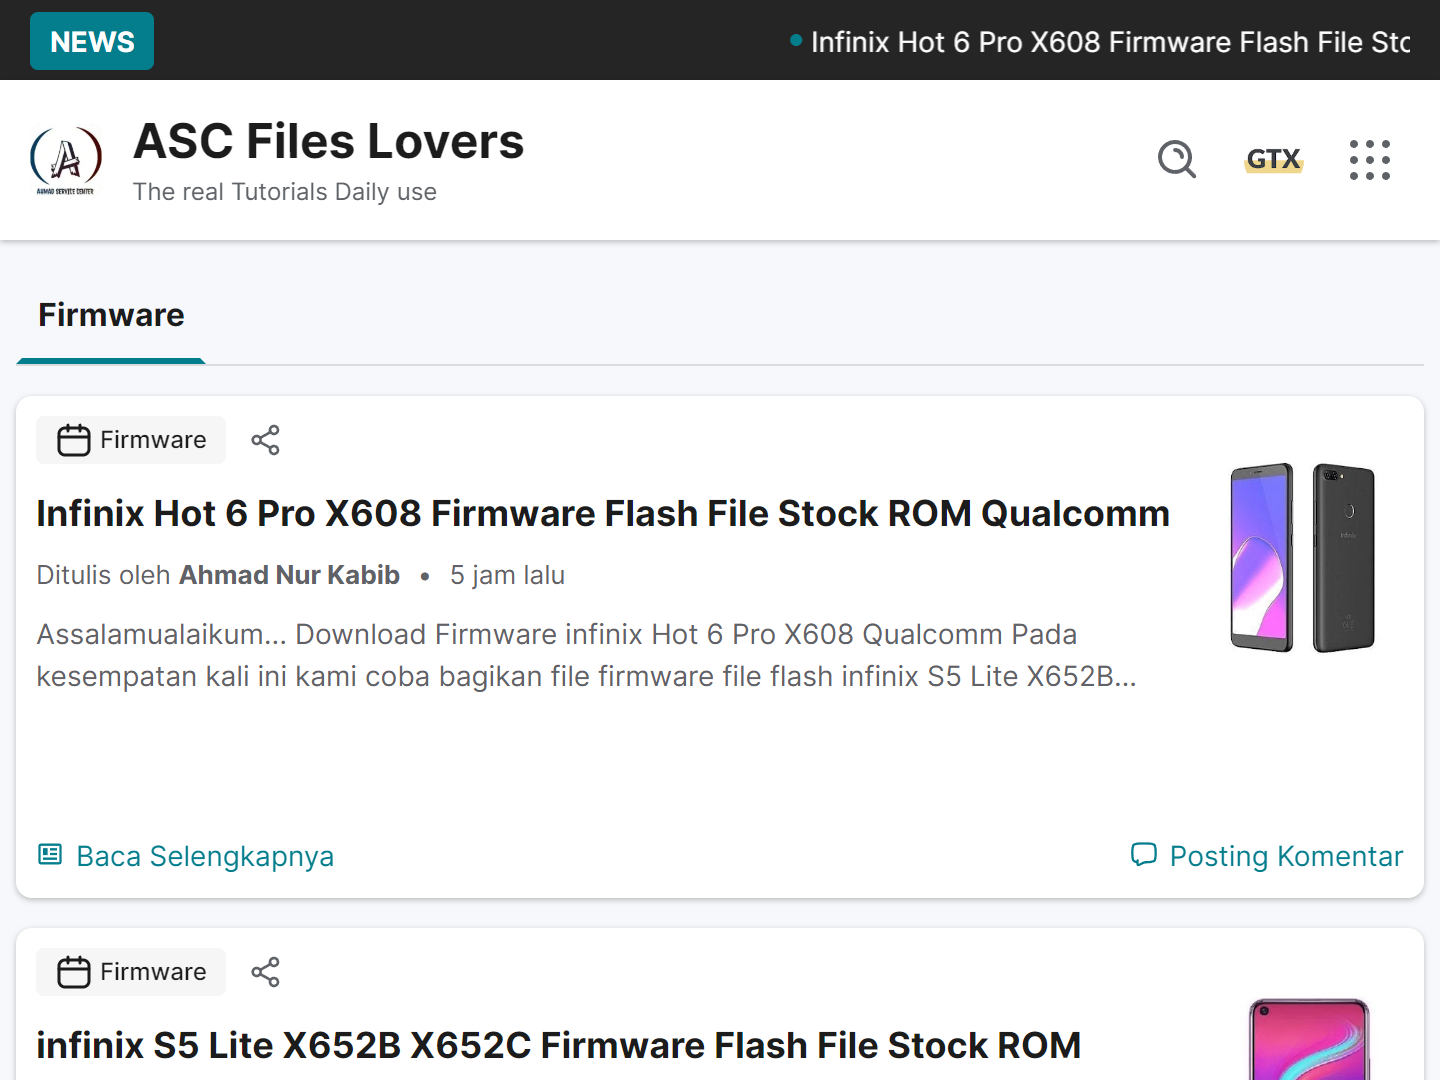 NEWS
Infinix Hot 6 Pro X608 Firmware Flash File Sto
ASC Files Lovers
The real Tutorials Daily use
AHMAD SERVICE CENTER
GTX
Firmware
Firmware
Infinix Hot 6 Pro X608 Firmware Flash File Stock ROM Qualcomm
Ditulis oleh Ahmad Nur Kabib • 5 jam lalu
Assalamualaikum... Download Firmware infinix Hot 6 Pro X608 Qualcomm Pada
kesempatan kali ini kami coba bagikan file firmware file flash infinix S5 Lite X652B...
Baca Selengkapnya
Posting Komentar
Firmware
infinix S5 Lite X652B X652C Firmware Flash File Stock ROM